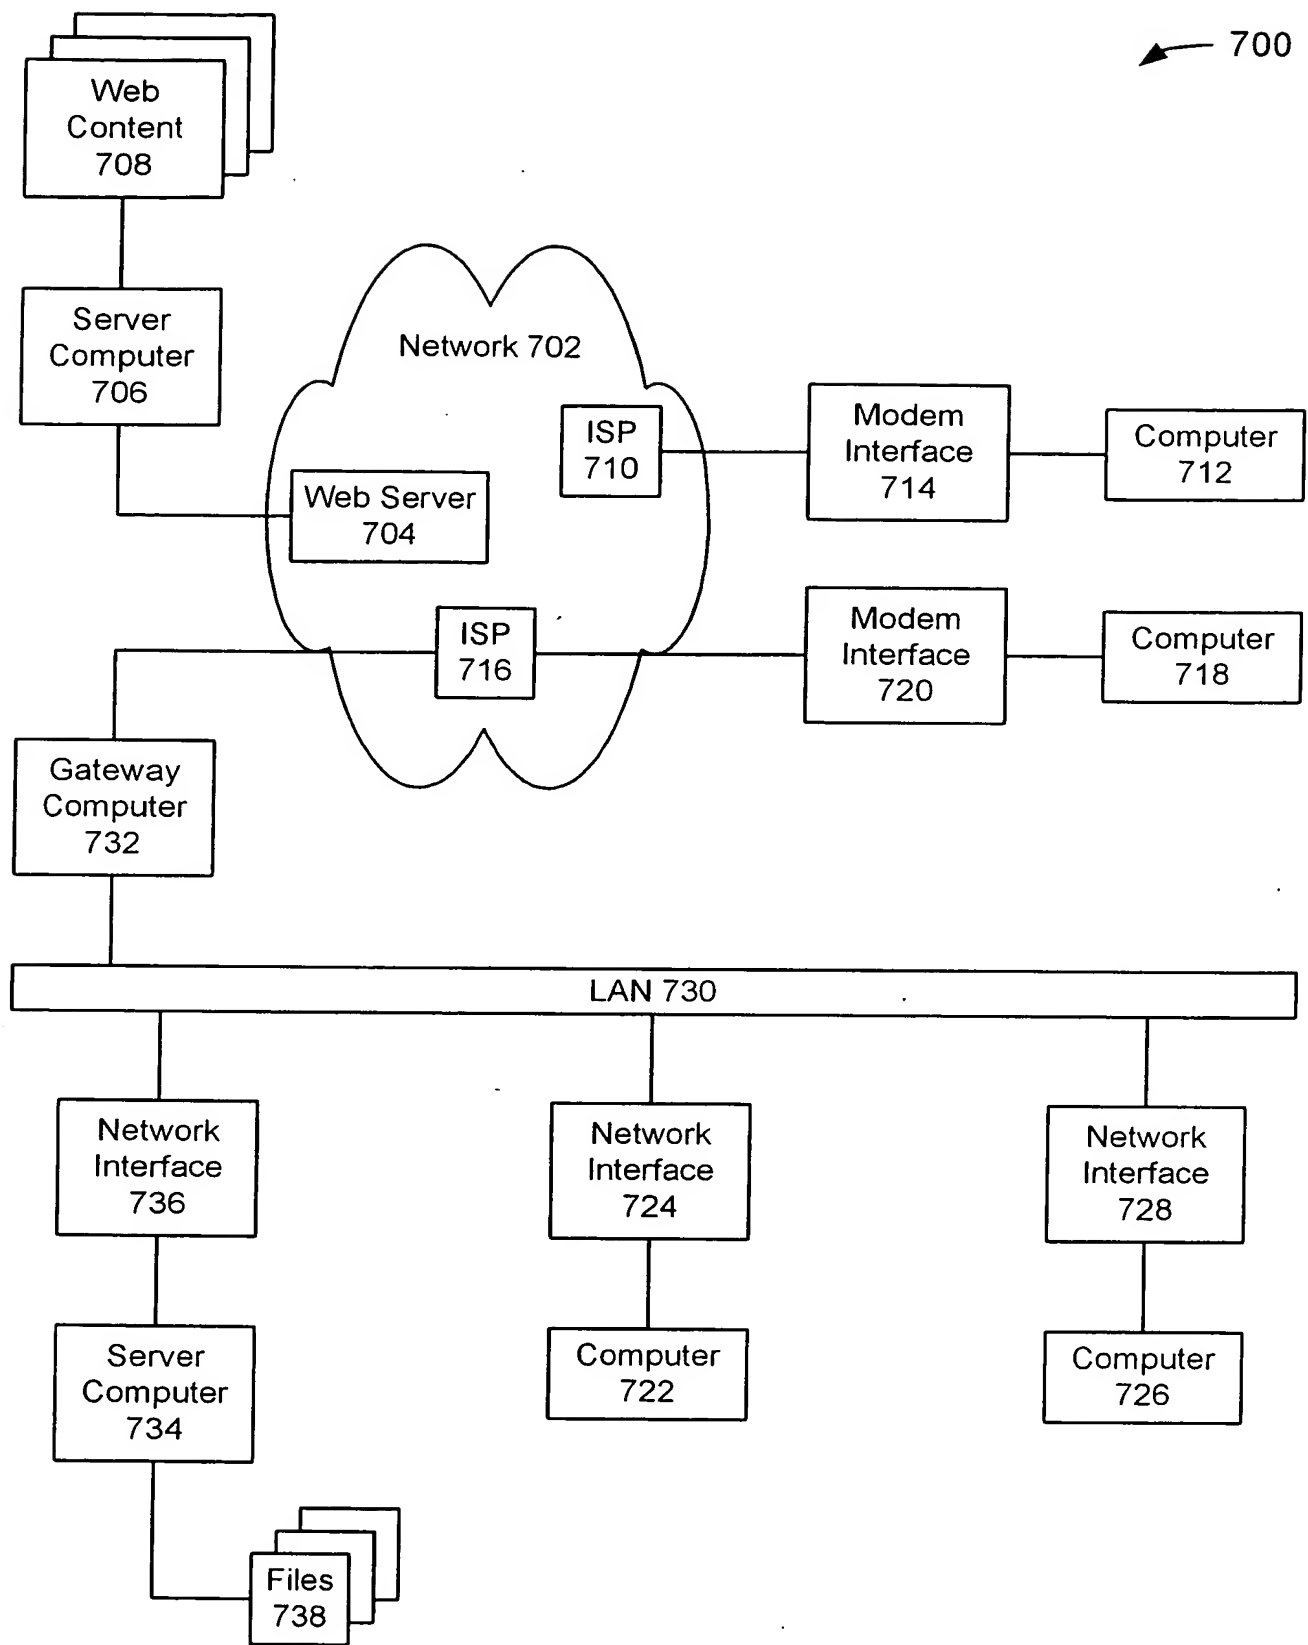 700
Web
Content
708
Server
Computer
706
Network 702
ISP
710
Modem
Interface
714
Computer
712
Web Server
704
ISP
716
Modem
Interface
720
Computer
718
Gateway
Computer
732
LAN 730
Network
Interface
736
Network
Interface
724
Network
Interface
728
Server
Computer
734
Computer
722
Computer
726
Files
738